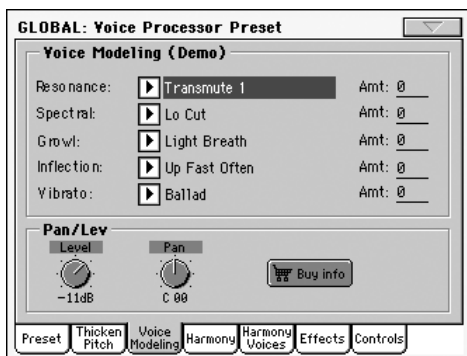 GLOBAL: Voice Processor Preset
Voice Modeling (Demo)
Resonance: Transmute 1 Amt: 0
Spectral: Lo Cut Amt: 0
Growl: Light Breath Amt: 0
Inflection: Up Fast Often Amt: 0
Vibrato: Ballad Amt: 0
Pan/Lev
Level Pan
Buy info
-11dB C 00
Preset Thicken Pitch Voice Modeling Harmony Harmony Voices Effects Controls